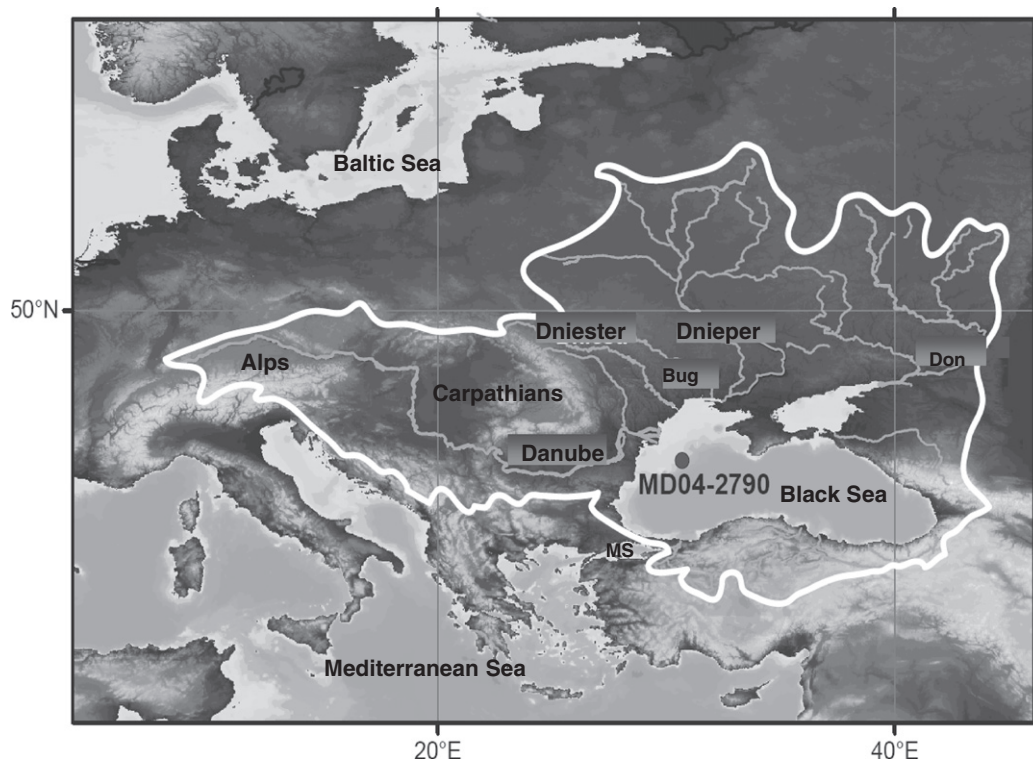 Baltic Sea
50°N
Dniester
Dnieper
Don
Alps
Bug
Carpathians
Danube
MD04-2790
Black Sea
MS
Mediterranean Sea
20°E
40°E